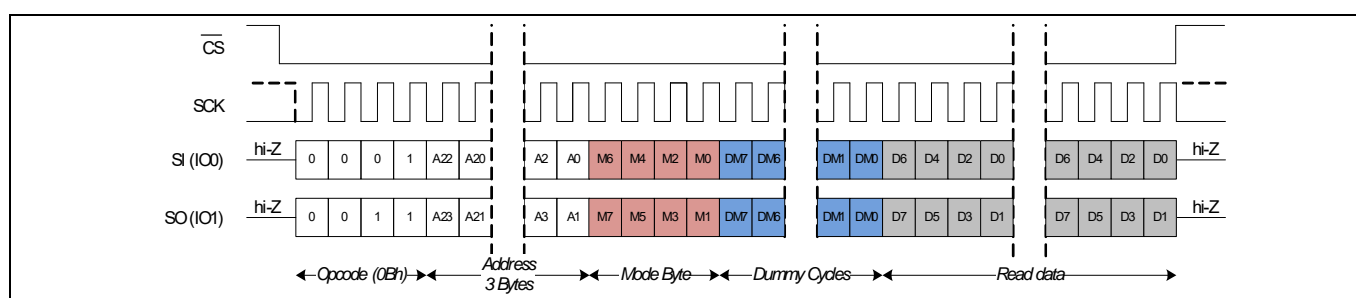 CS
SCK
SI (IO0) hi-Z 0 0 0 1 A22 A20 A2 A0 M6 M4 M2 M0 DM7 DM6 DM1 DM0 D6 D4 D2 D0 D6 D4 D2 D0 hi-Z
SO (IO1) hi-Z 0 0 1 1 A23 A21 A3 A1 M7 M5 M3 M1 DM7 DM6 DM1 DM0 D7 D5 D3 D1 D7 D5 D3 D1 hi-Z
Opcode (0Bh) Address Mode Byte Dummy Cycles Read data
3 Bytes